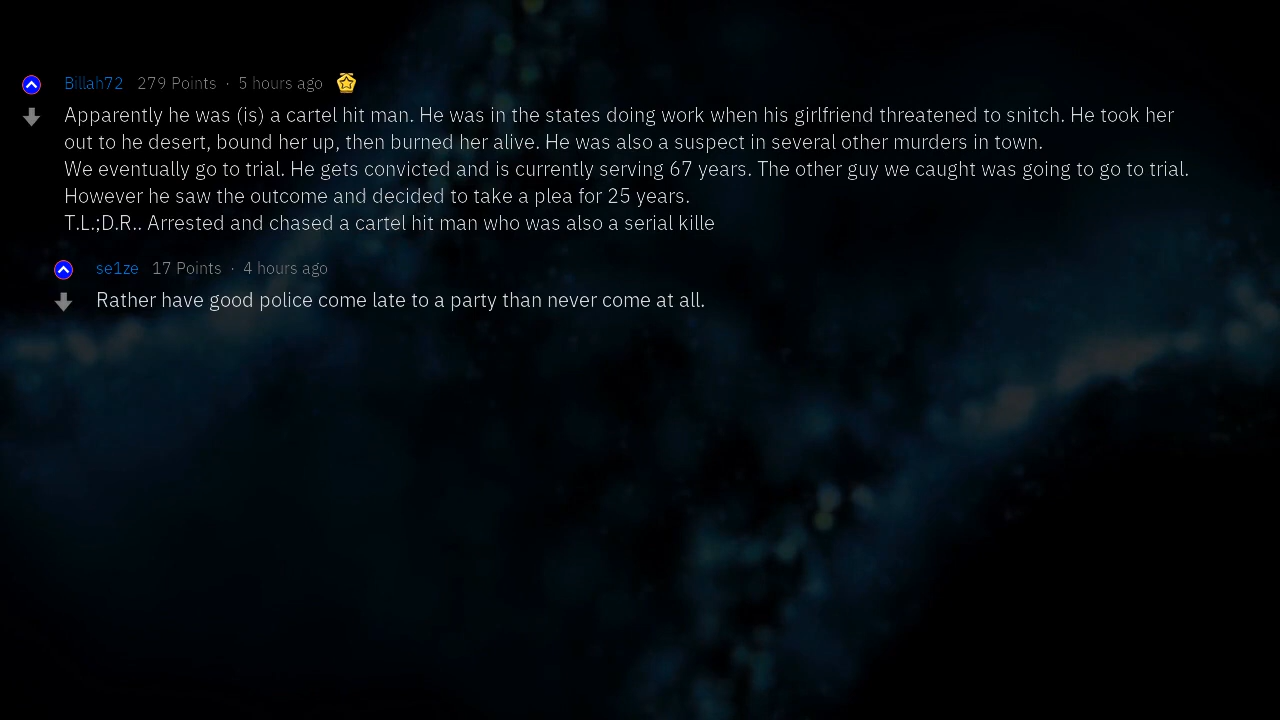 Billah72 279 Points · 5 hours ago
Apparently he was (is) a cartel hit man. He was in the states doing work when his girlfriend threatened to snitch. He took her
out to he desert, bound her up, then burned her alive. He was also a suspect in several other murders in town.
We eventually go to trial. He gets convicted and is currently serving 67 years. The other guy we caught was going to go to trial.
However he saw the outcome and decided to take a plea for 25 years.
T.L.;D.R.. Arrested and chased a cartel hit man who was also a serial kille
se1ze 17 Points · 4 hours ago
Rather have good police come late to a party than never come at all.